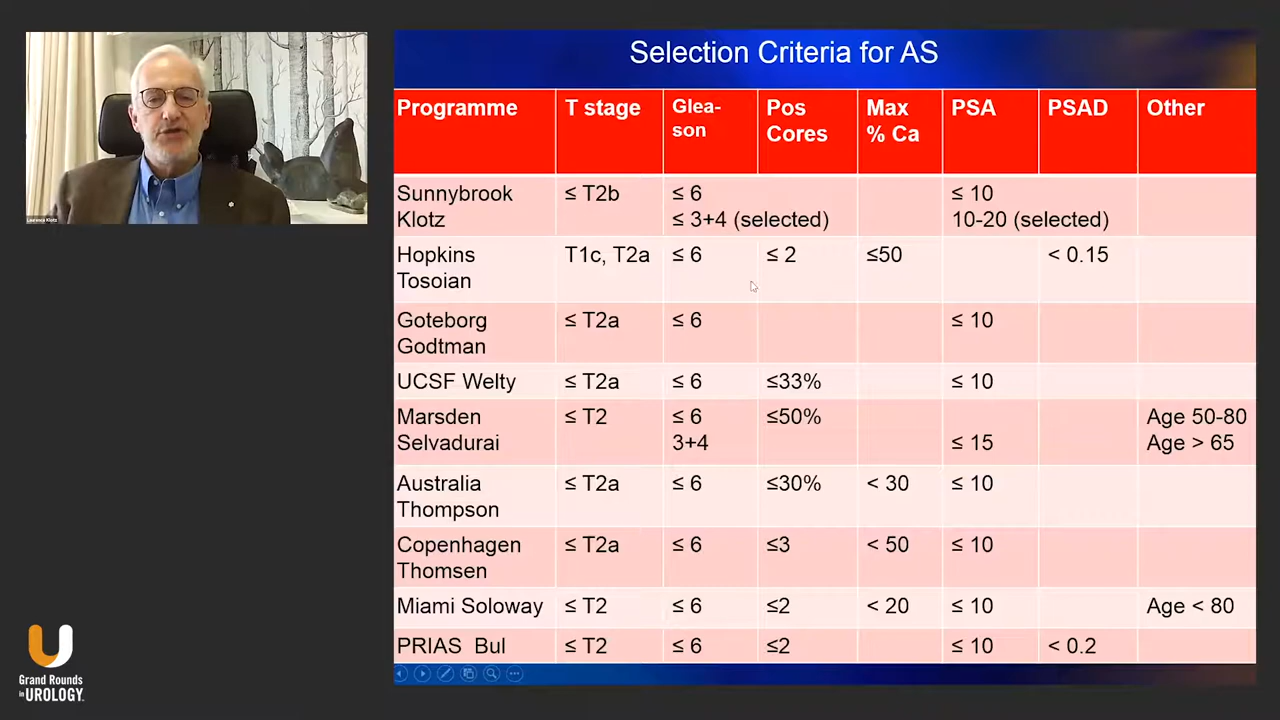 Selection Criteria for AS
Programme T stage Glea-son Pos Cores Max % Ca PSA PSAD Other
Sunnybrook Klotz ≤ T2b ≤ 6 ≤ 3+4 (selected) ≤ 10 10-20 (selected)
Hopkins Tosoian T1c, T2a ≤ 6 ≤ 2 ≤50 < 0.15
Goteborg Godtman ≤ T2a ≤ 6 ≤ 10
UCSF Welty ≤ T2a ≤ 6 ≤33% ≤ 10
Marsden Selvadurai ≤ T2 ≤ 6 3+4 ≤50% ≤ 15 Age 50-80 Age > 65
Australia Thompson ≤ T2a ≤ 6 ≤30% < 30 ≤ 10
Copenhagen Thomsen ≤ T2a ≤ 6 ≤3 < 50 ≤ 10
Miami Soloway ≤ T2 ≤ 6 ≤2 < 20 ≤ 10 Age < 80
PRIAS Bul ≤ T2 ≤ 6 ≤2 ≤ 10 < 0.2
Laurence Klotz
Grand Rounds
in UROLOGY